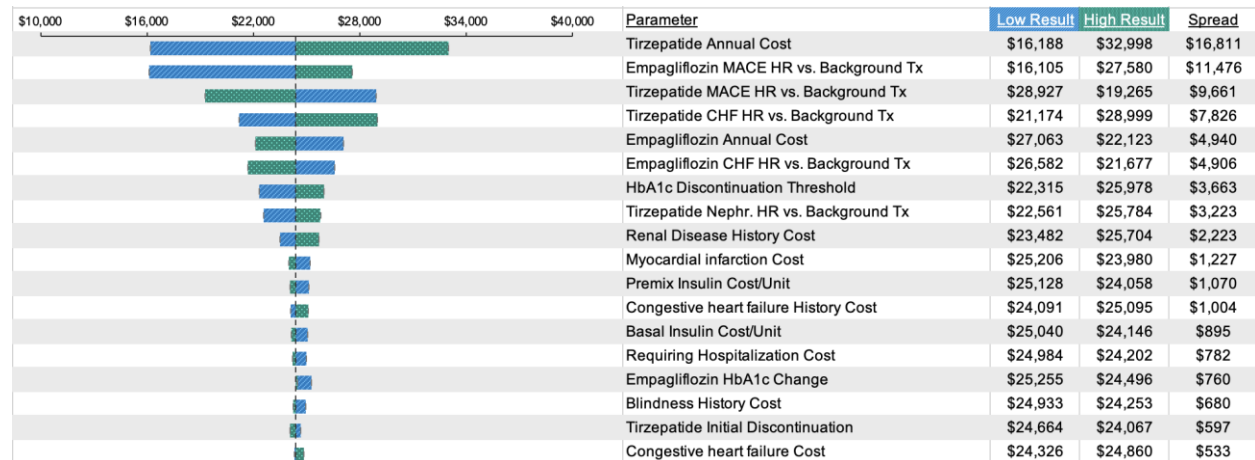 $10,000 $16,000 $22,000 $28,000 $34,000 $40,000 Parameter Low Result High Result Spread
Tirzepatide Annual Cost $16,188 $32,998 $16,811
Empagliflozin MACE HR vs. Background Tx $16,105 $27,580 $11,476
Tirzepatide MACE HR vs. Background Tx $28,927 $19,265 $9,661
Tirzepatide CHF HR vs. Background Tx $21,174 $28,999 $7,826
Empagliflozin Annual Cost $27,063 $22,123 $4,940
Empagliflozin CHF HR vs. Background Tx $26,582 $21,677 $4,906
HbA1c Discontinuation Threshold $22,315 $25,978 $3,663
Tirzepatide Nephr. HR vs. Background Tx $22,561 $25,784 $3,223
Renal Disease History Cost $23,482 $25,704 $2,223
Myocardial infarction Cost $25,206 $23,980 $1,227
Premix Insulin Cost/Unit $25,128 $24,058 $1,070
Congestive heart failure History Cost $24,091 $25,095 $1,004
Basal Insulin Cost/Unit $25,040 $24,146 $895
Requiring Hospitalization Cost $24,984 $24,202 $782
Empagliflozin HbA1c Change $25,255 $24,496 $760
Blindness History Cost $24,933 $24,253 $680
Tirzepatide Initial Discontinuation $24,664 $24,067 $597
Congestive heart failure Cost $24,326 $24,860 $533